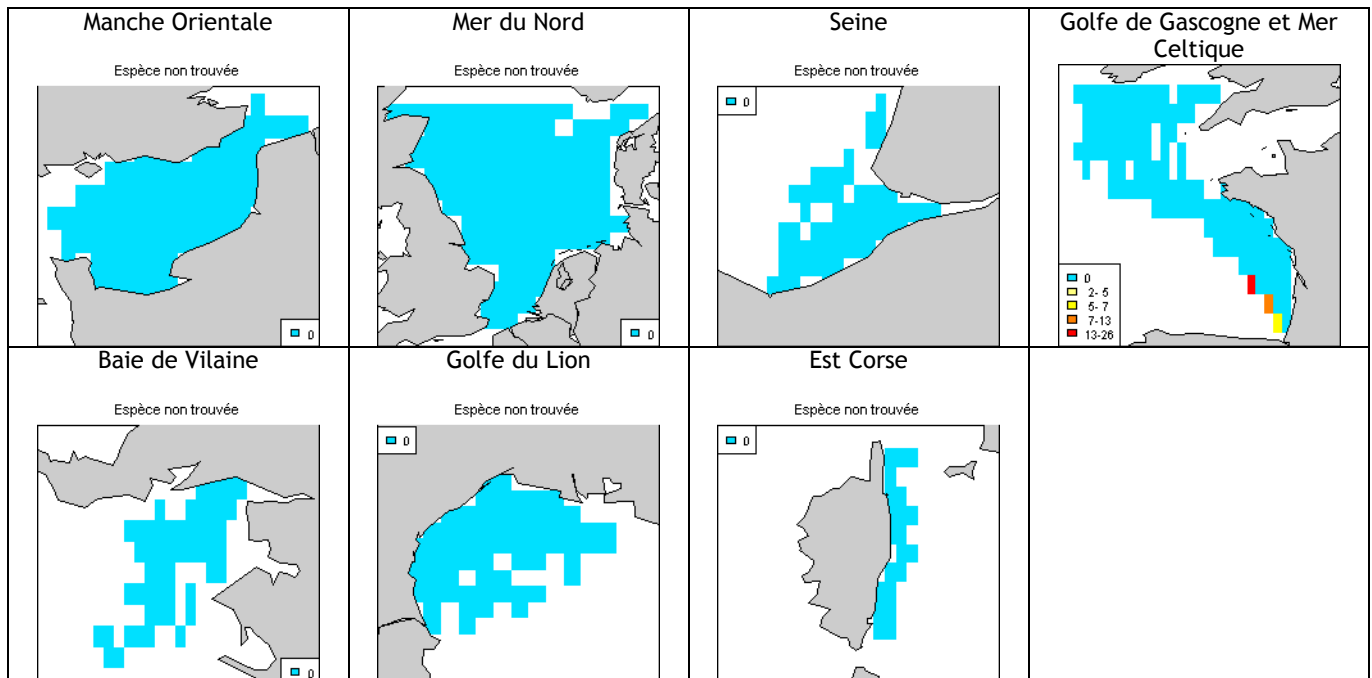 Manche Orientale
Espèce non trouvée
0
Mer du Nord
Espèce non trouvée
0
Seine
Espèce non trouvée
0
Golfe de Gascogne et Mer
Celtique
0
2- 5
5- 7
7-13
13-26
Baie de Vilaine
Espèce non trouvée
0
Golfe du Lion
Espèce non trouvée
0
Est Corse
Espèce non trouvée
0